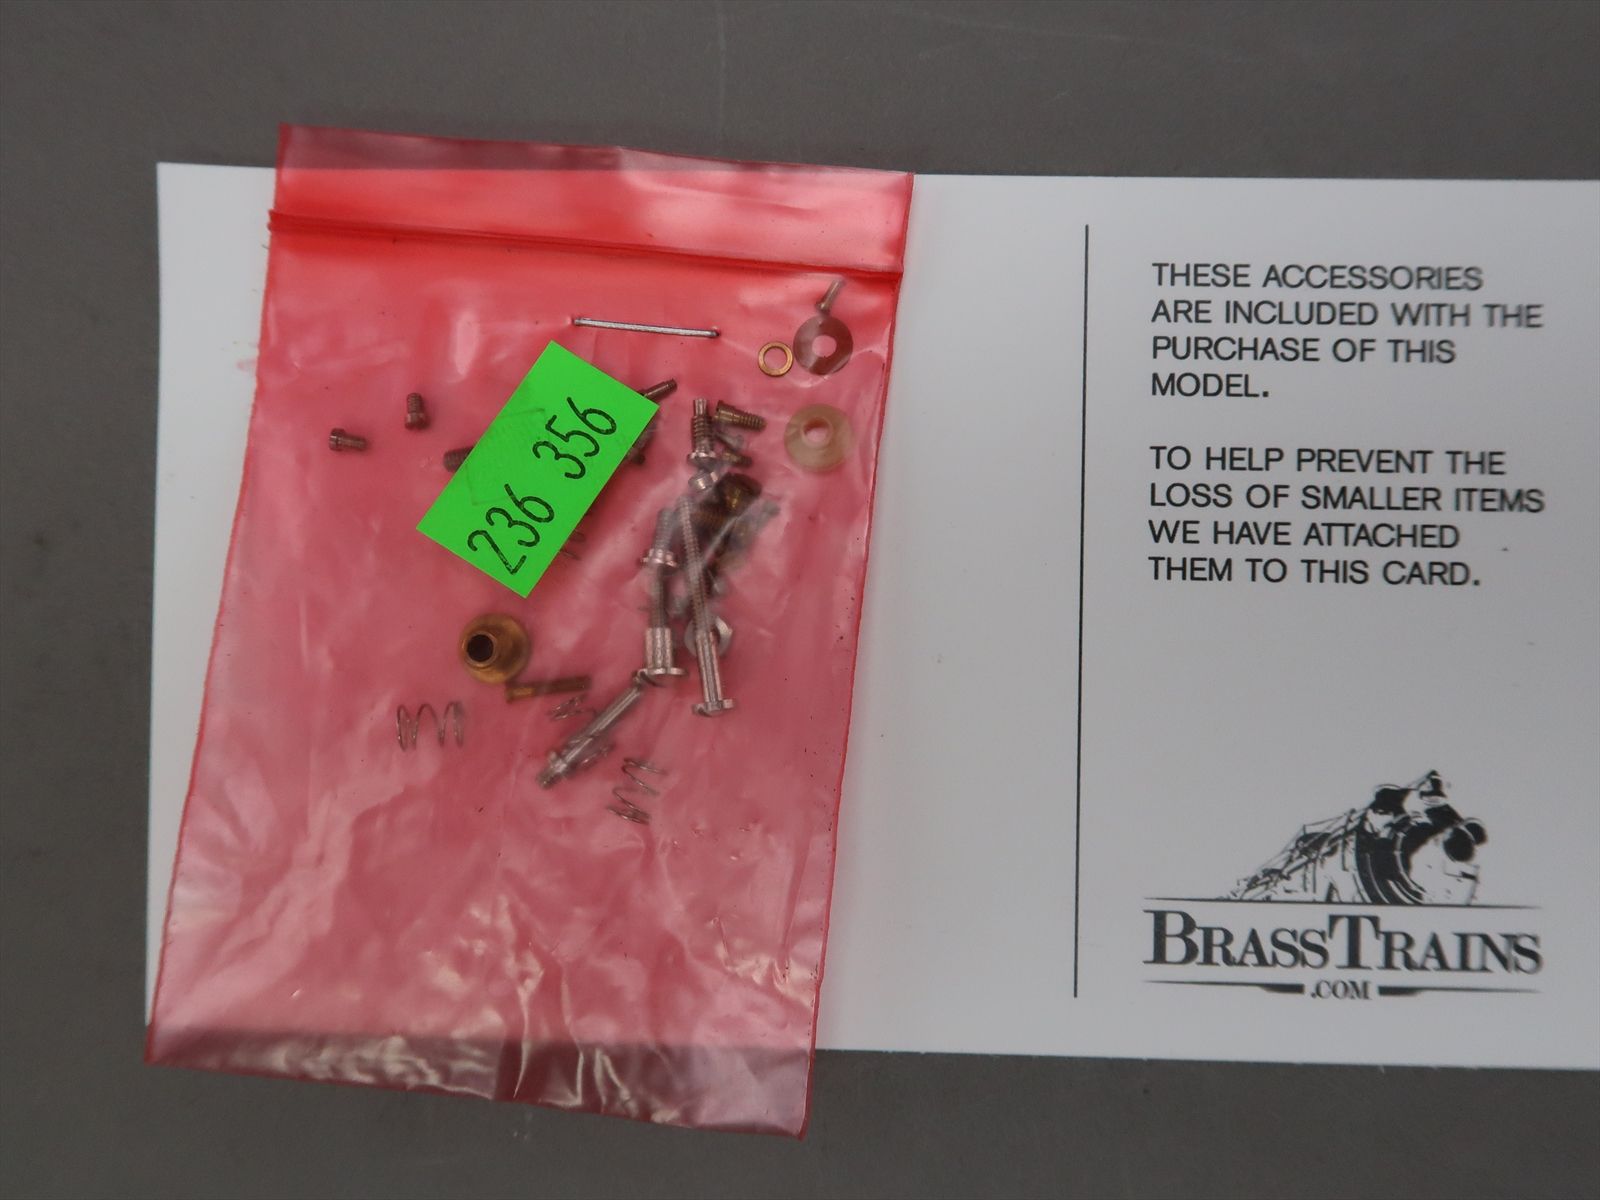 236 356
THESE ACCESSORIES
ARE INCLUDED WITH THE
PURCHASE OF THIS
MODEL.
TO HELP PREVENT THE
LOSS OF SMALLER ITEMS
WE HAVE ATTACHED
THEM TO THIS CARD.
BRASSTRAINS
.COM